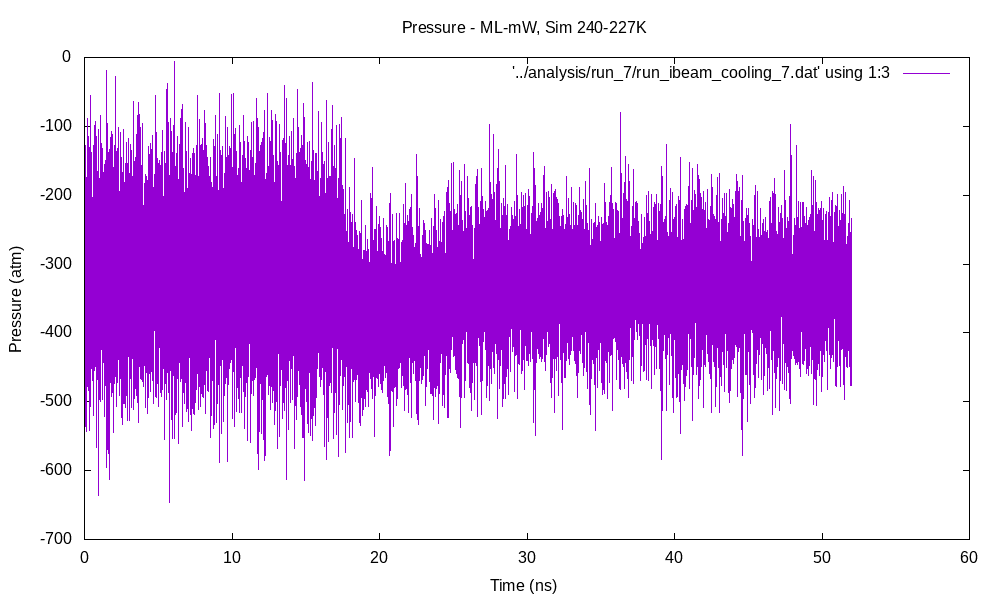 Pressure - ML-mW, Sim 240-227K
'../analysis/run_7/run_ibeam_cooling_7.dat' using 1:3
0
-100
-200
-300
-400
-500
-600
-700
Pressure (atm)
0 10 20 30 40 50 60
Time (ns)